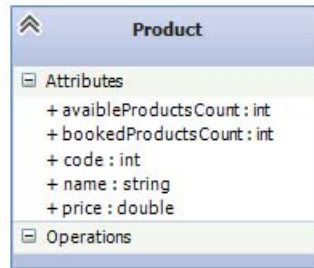 Product
Attributes
+ avaibleProductsCount : int
+ bookedProductsCount : int
+ code : int
+ name : string
+ price : double
Operations